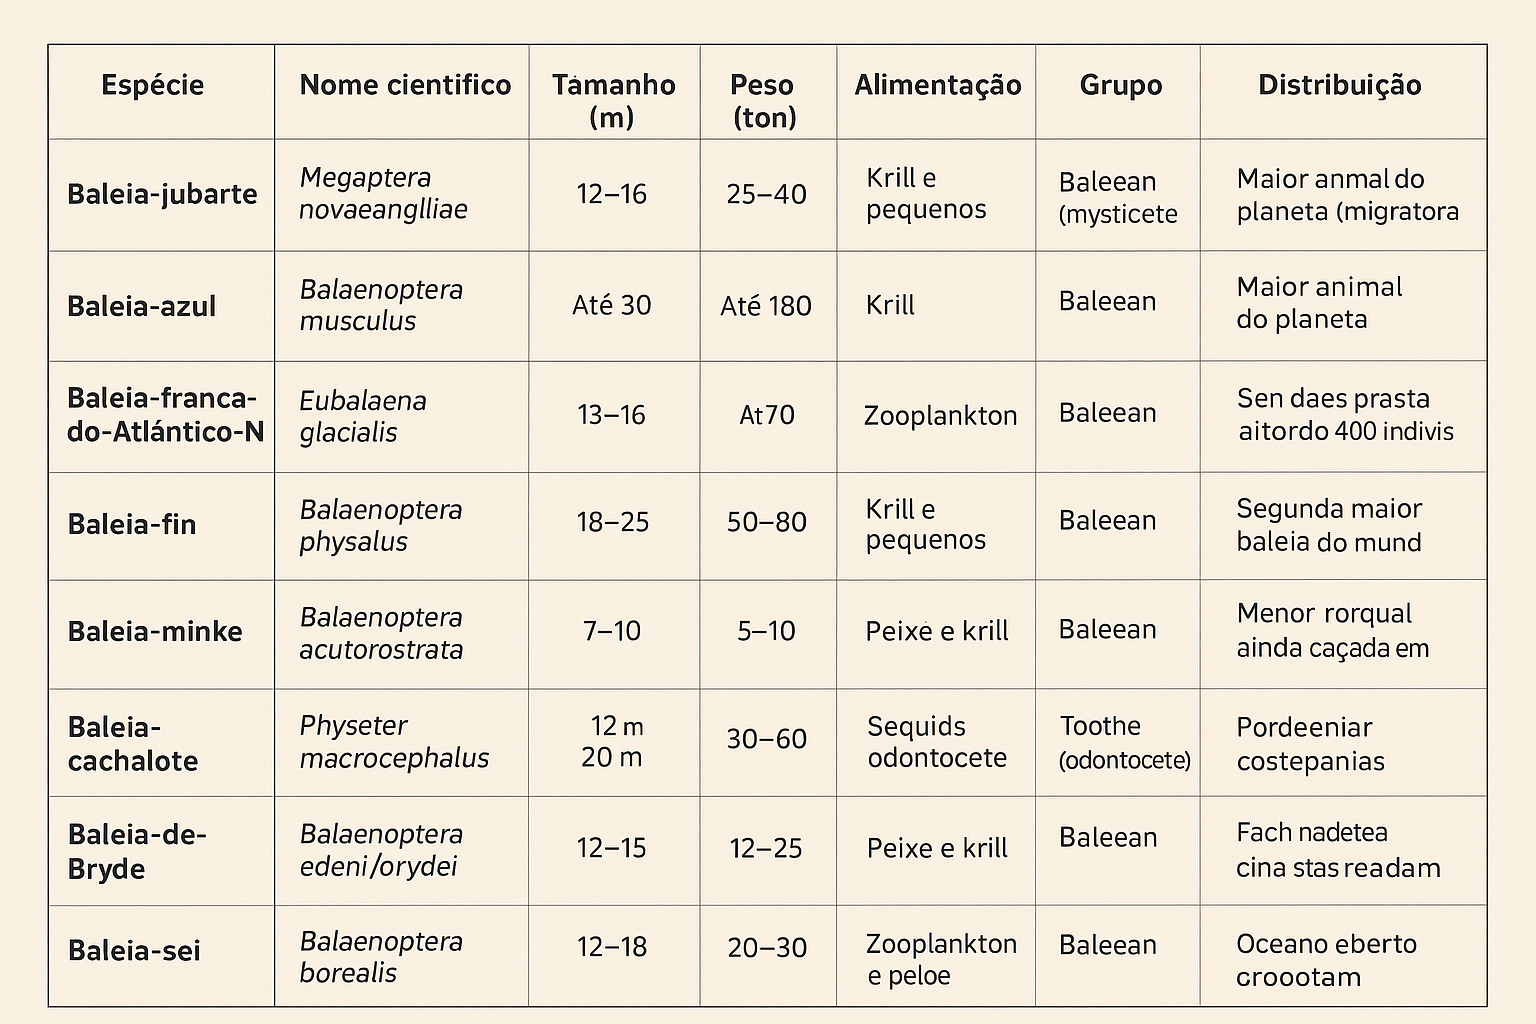 Espécie
Nome cientifico
Tamanho
(m)
Peso
(ton)
Alimentação
Grupo
Distribuição
Baleia-jubarte
Megaptera
novaeanglliae
12–16
25–40
Krill e
pequenos
Baleean
(mysticete
Maior anmal do
planeta (migratora
Baleia-azul
Balaenoptera
musculus
Até 30
Até 180
Krill
Baleean
Maior animal
do planeta
Baleia-franca-
do-Atlántico-N
Eubalaena
glacialis
13–16
At70
Zooplankton
Baleean
Sen daes prasta
aitordo 400 indivis
Baleia-fin
Balaenoptera
physalus
18–25
50–80
Krill e
pequenos
Baleean
Segunda maior
baleia do mund
Baleia-minke
Balaenoptera
acutorostrata
7–10
5–10
Peixe e krill
Baleean
Menor rorqual
ainda caçada em
Baleia-
cachalote
Physeter
macrocephalus
12 m
20 m
30–60
Sequids
odontocete
Toothe
(odontocete)
Pordeeniar
costepanias
Baleia-de-
Bryde
Balaenoptera
edeni/orydei
12–15
12–25
Peixe e krill
Baleean
Fach nadetea
cina stas readam
Baleia-sei
Balaenoptera
borealis
12–18
20–30
Zooplankton
e peloe
Baleean
Oceano eberto
croootam